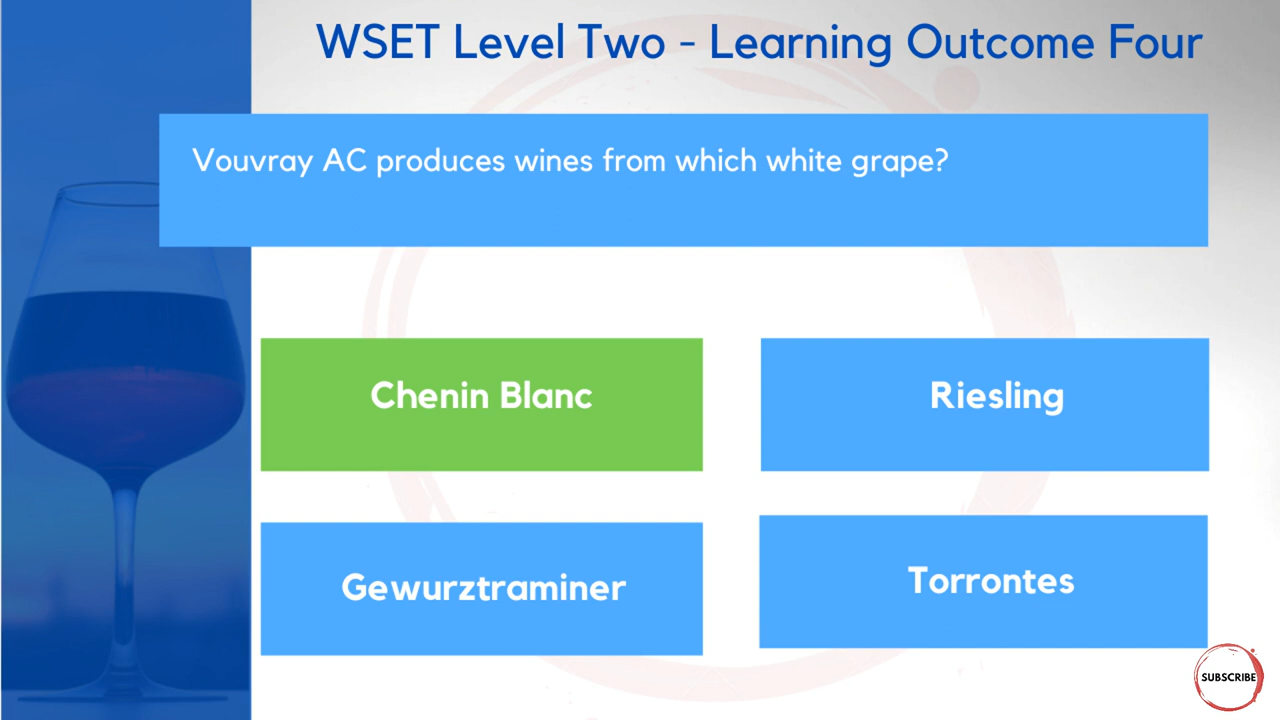 WSET Level Two - Learning Outcome Four
Vouvray AC produces wines from which white grape?
Chenin Blanc
Riesling
Gewurztraminer
Torrontes
SUBSCRIBE